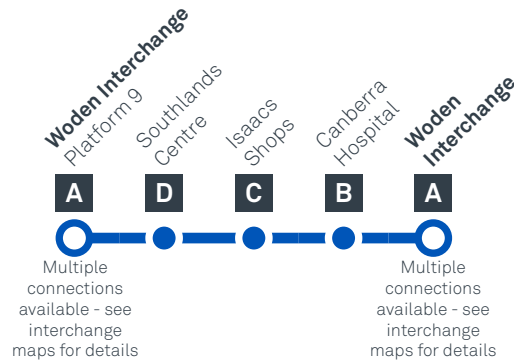 Woden Interchange
Platform 9
Southlands
Centre
Isaacs
Shops
Canberra
Hospital
Woden
Interchange
A
D
C
B
A
Multiple
connections
available - see
interchange
maps for details
Multiple
connections
available - see
interchange
maps for details